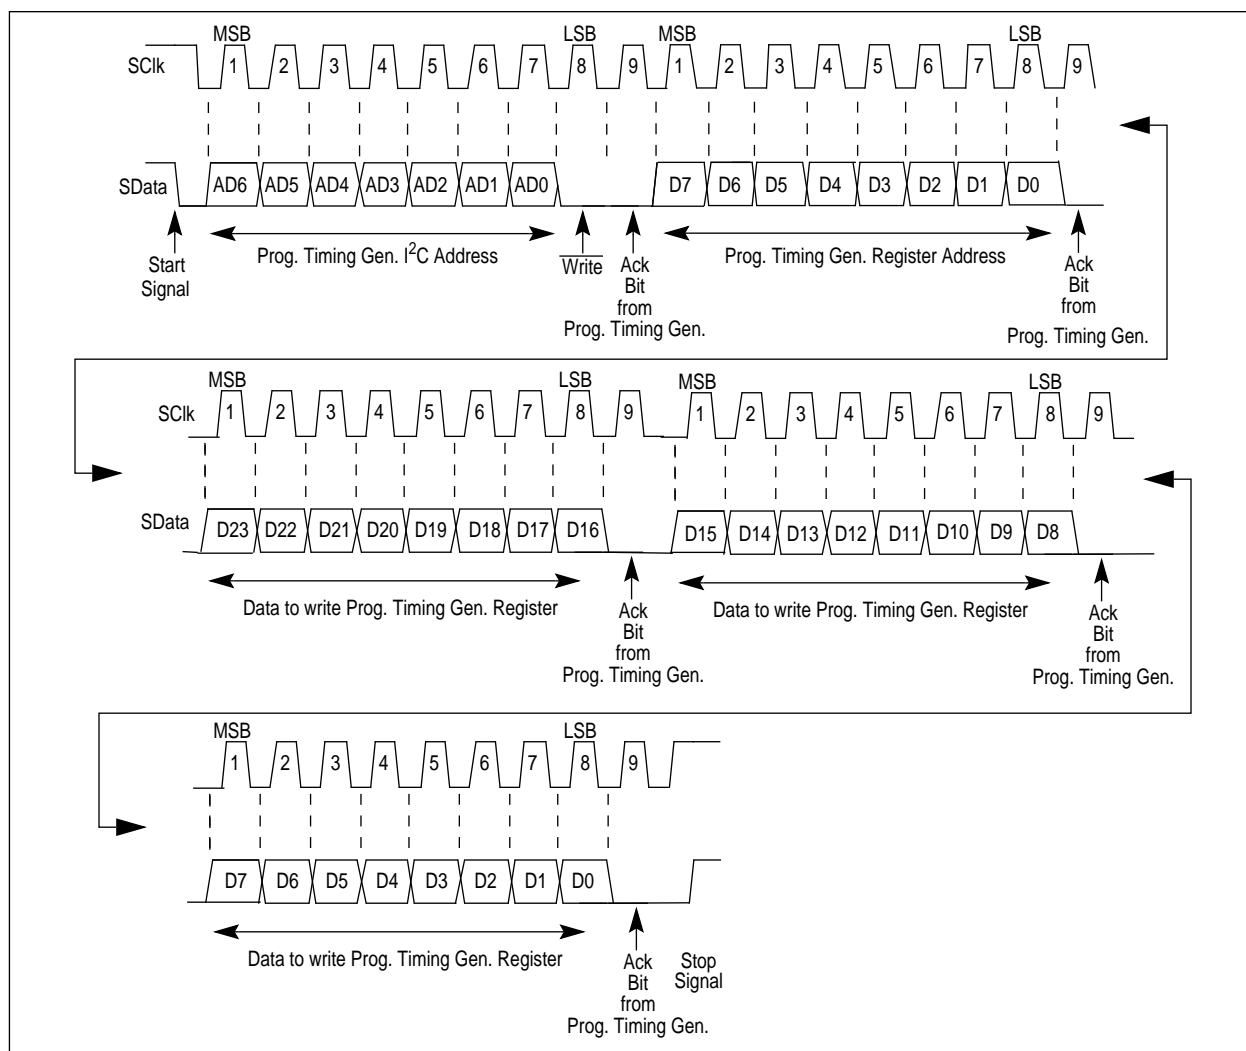 MSB LSB MSB LSB
SClk 1 2 3 4 5 6 7 8 9 1 2 3 4 5 6 7 8 9
SData AD6 AD5 AD4 AD3 AD2 AD1 AD0 D7 D6 D5 D4 D3 D2 D1 D0
Start
Signal
Prog. Timing Gen. I²C Address
Write
Ack
Bit
from
Prog. Timing Gen.
Prog. Timing Gen. Register Address
Ack
Bit
from
Prog. Timing Gen.
MSB LSB MSB LSB
SClk 1 2 3 4 5 6 7 8 9 1 2 3 4 5 6 7 8 9
SData D23 D22 D21 D20 D19 D18 D17 D16 D15 D14 D13 D12 D11 D10 D9 D8
Data to write Prog. Timing Gen. Register
Ack
Bit
from
Prog. Timing Gen.
Data to write Prog. Timing Gen. Register
Ack
Bit
from
Prog. Timing Gen.
MSB LSB
1 2 3 4 5 6 7 8 9
D7 D6 D5 D4 D3 D2 D1 D0
Data to write Prog. Timing Gen. Register
Ack
Bit
from
Prog. Timing Gen.
Stop
Signal